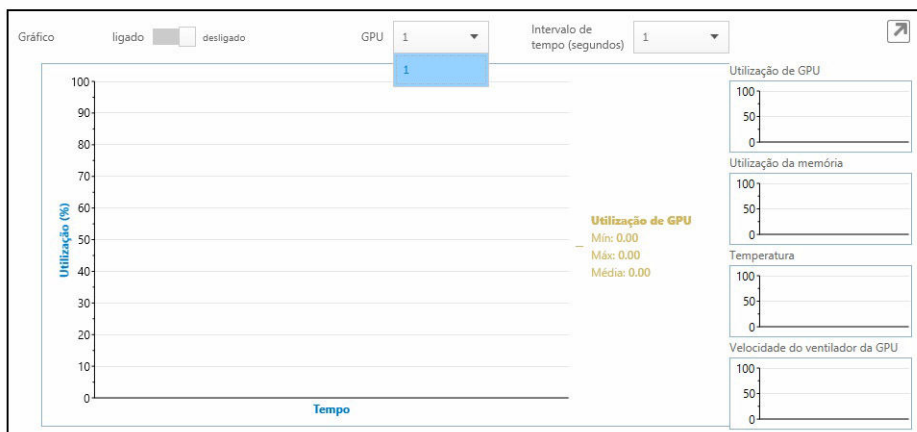 Gráfico
ligado
desligado
GPU
1
1
Intervalo de
tempo (segundos)
1
Utilização (%)
100
90
80
70
60
50
40
30
20
10
0
Tempo
Utilização de GPU
Mín: 0.00
Máx: 0.00
Média: 0.00
Utilização de GPU
100
50
0
Utilização da memória
100
50
0
Temperatura
100
50
0
Velocidade do ventilador da GPU
100
50
0